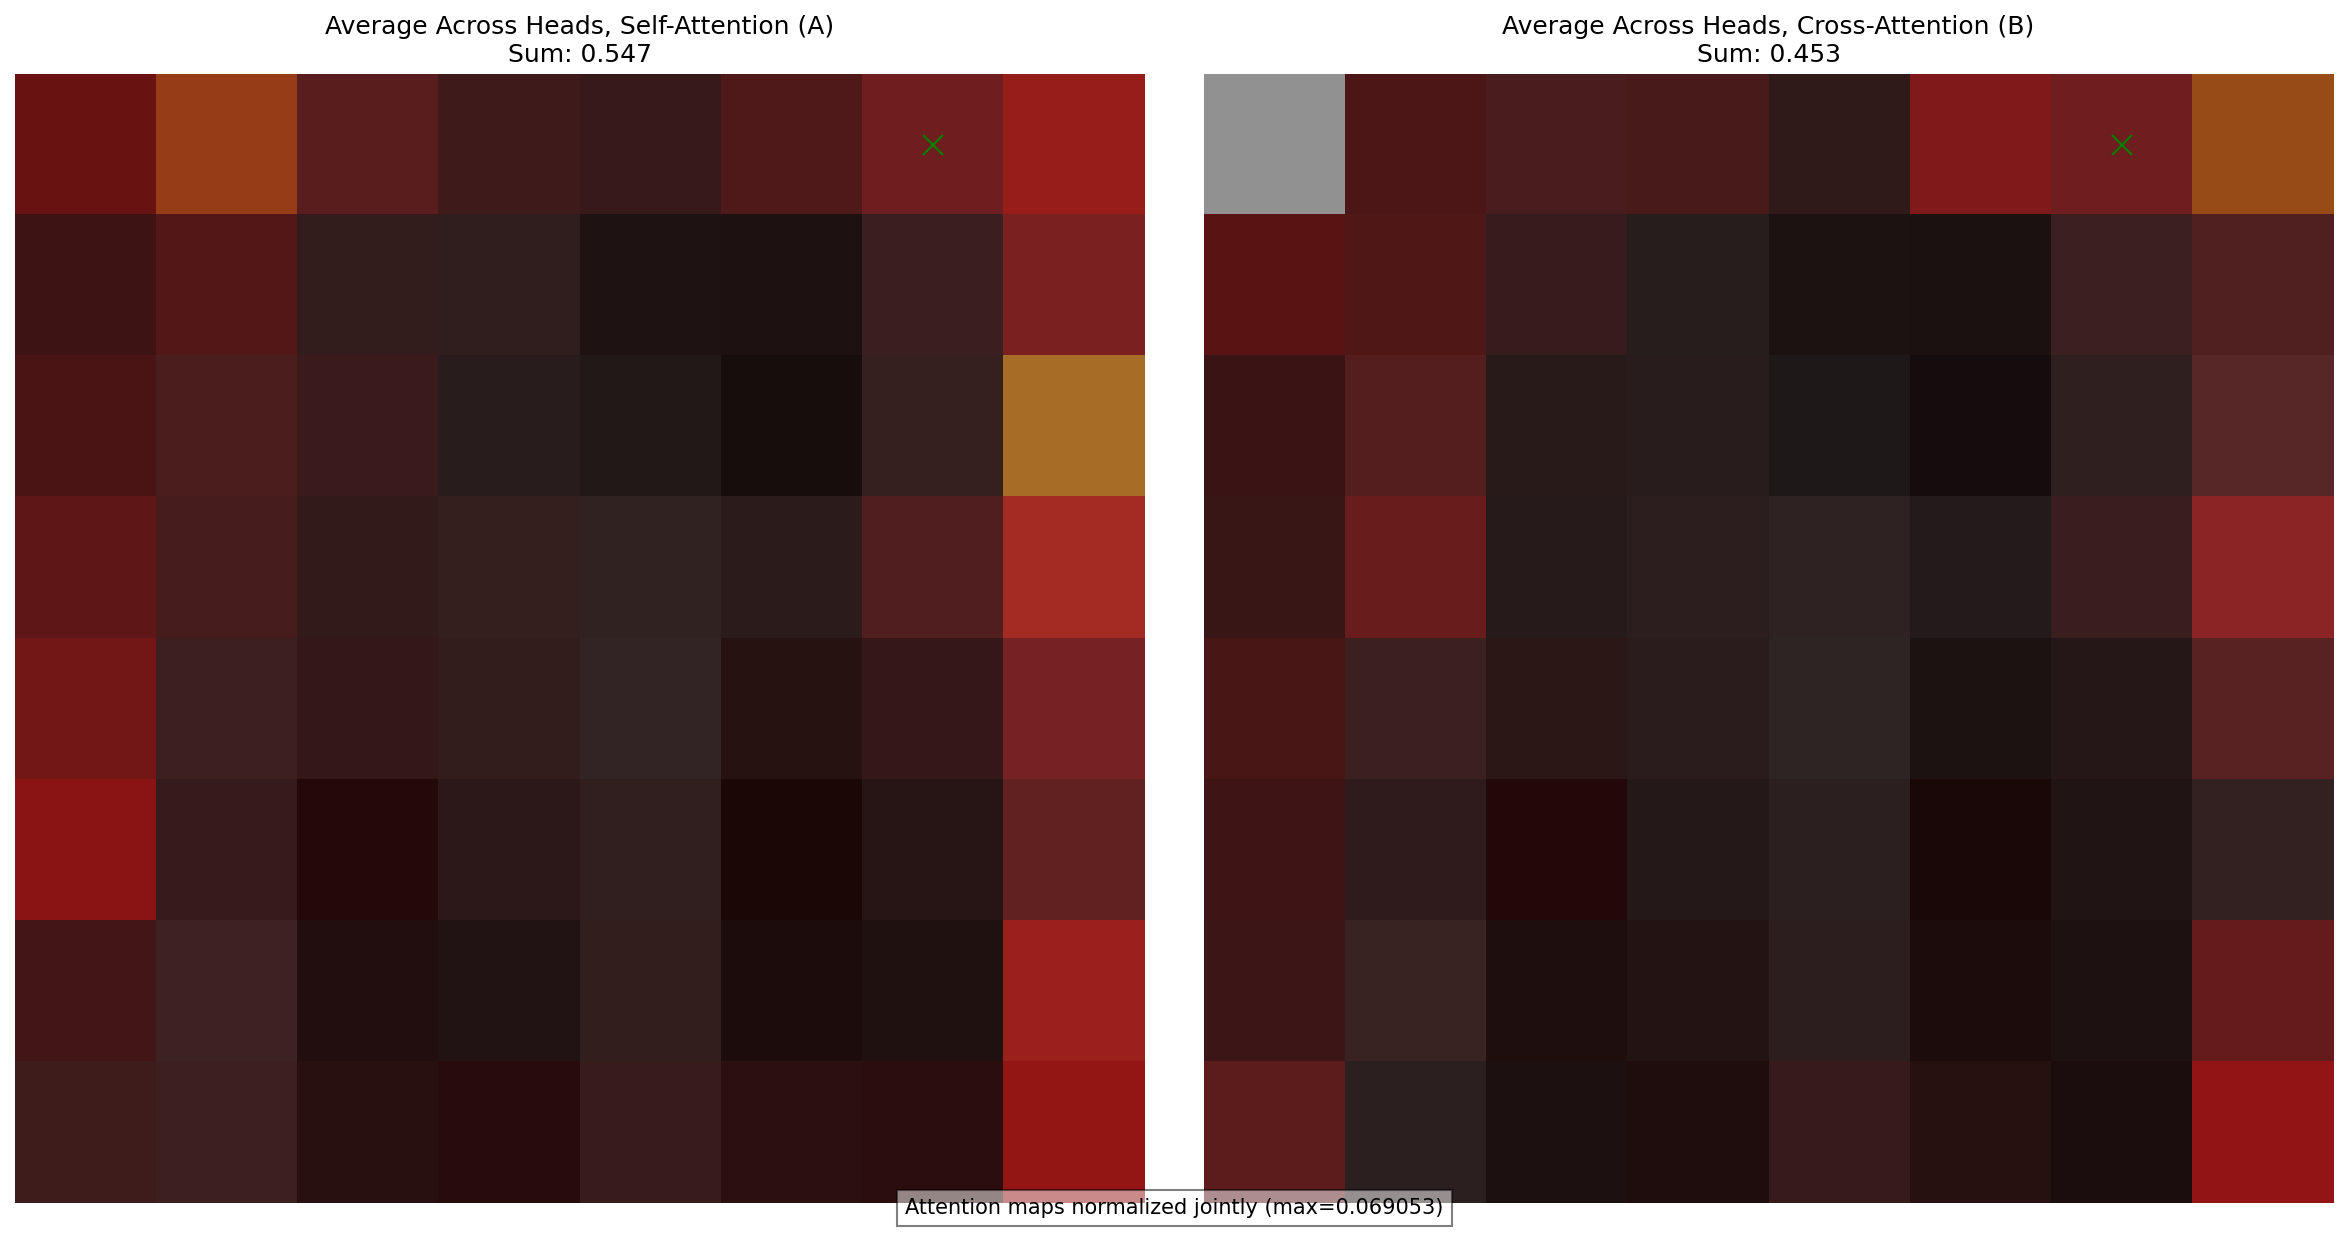 Average Across Heads, Self-Attention (A)
Sum: 0.547
Average Across Heads, Cross-Attention (B)
Sum: 0.453
Attention maps normalized jointly (max=0.069053)